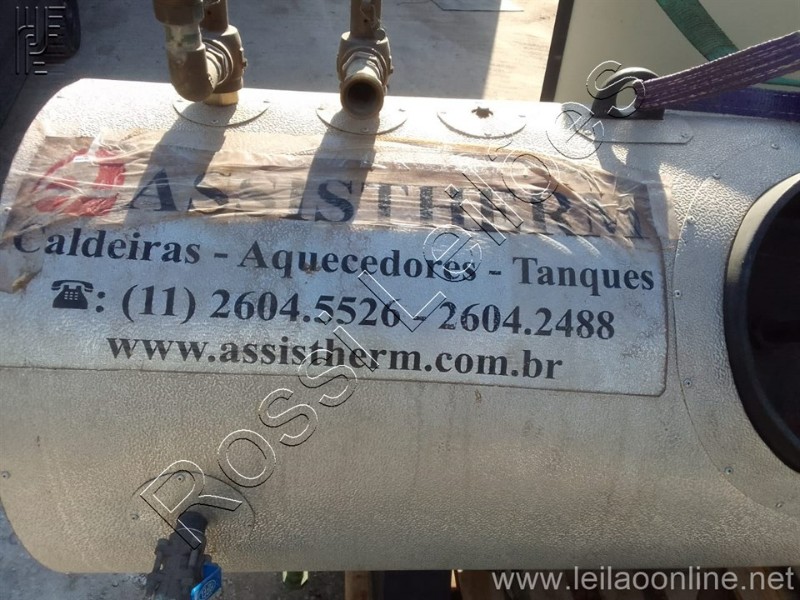 ASSISTHERM
Caldeiras - Aquecedores - Tanques
☎: (11) 2604.5526 - 2604.2488
www.assistherm.com.br
Rossi Leilões
www.leilaoonline.net